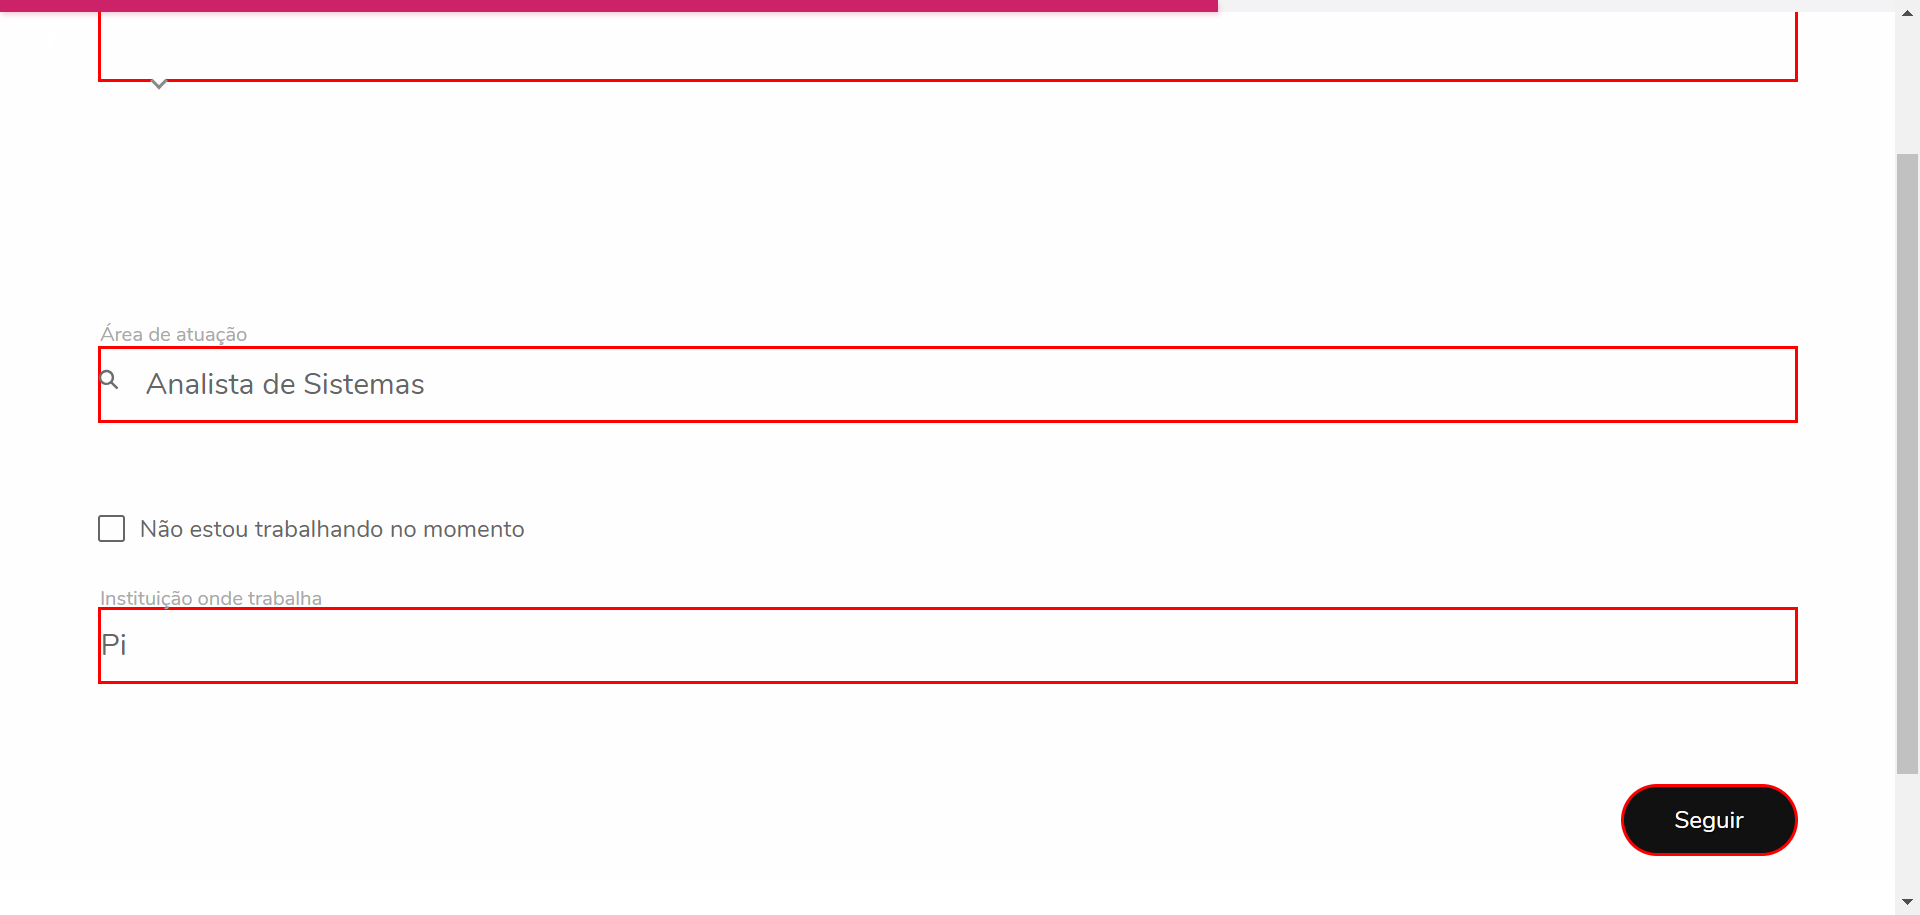 Área de atuação
Analista de Sistemas
Não estou trabalhando no momento
Instituição onde trabalha
Pi
Seguir